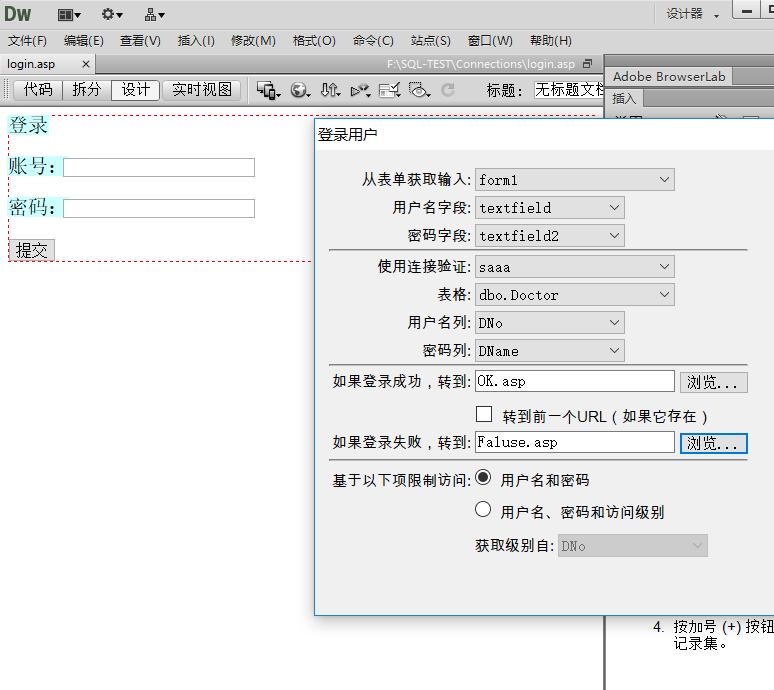 Dw
设计器
文件(F) 编辑(E) 查看(V) 插入(I) 修改(M) 格式(O) 命令(C) 站点(S) 窗口(W) 帮助(H)
login.asp F:\SQL-TEST\Connections\login.asp
Adobe BrowserLab
代码 拆分 设计 实时视图 标题: 无标题文档
插入
登录
账号:
密码:
提交
登录用户
从表单获取输入: form1
用户名字段: textfield
密码字段: textfield2
使用连接验证: saaa
表格: dbo.Doctor
用户名列: DNo
密码列: DName
如果登录成功,转到: OK.asp 浏览...
转到前一个URL(如果它存在)
如果登录失败,转到: Faluse.asp 浏览...
基于以下项限制访问: 用户名和密码
用户名、密码和访问级别
获取级别自: DNo
4. 按加号 (+) 按钮
记录集。